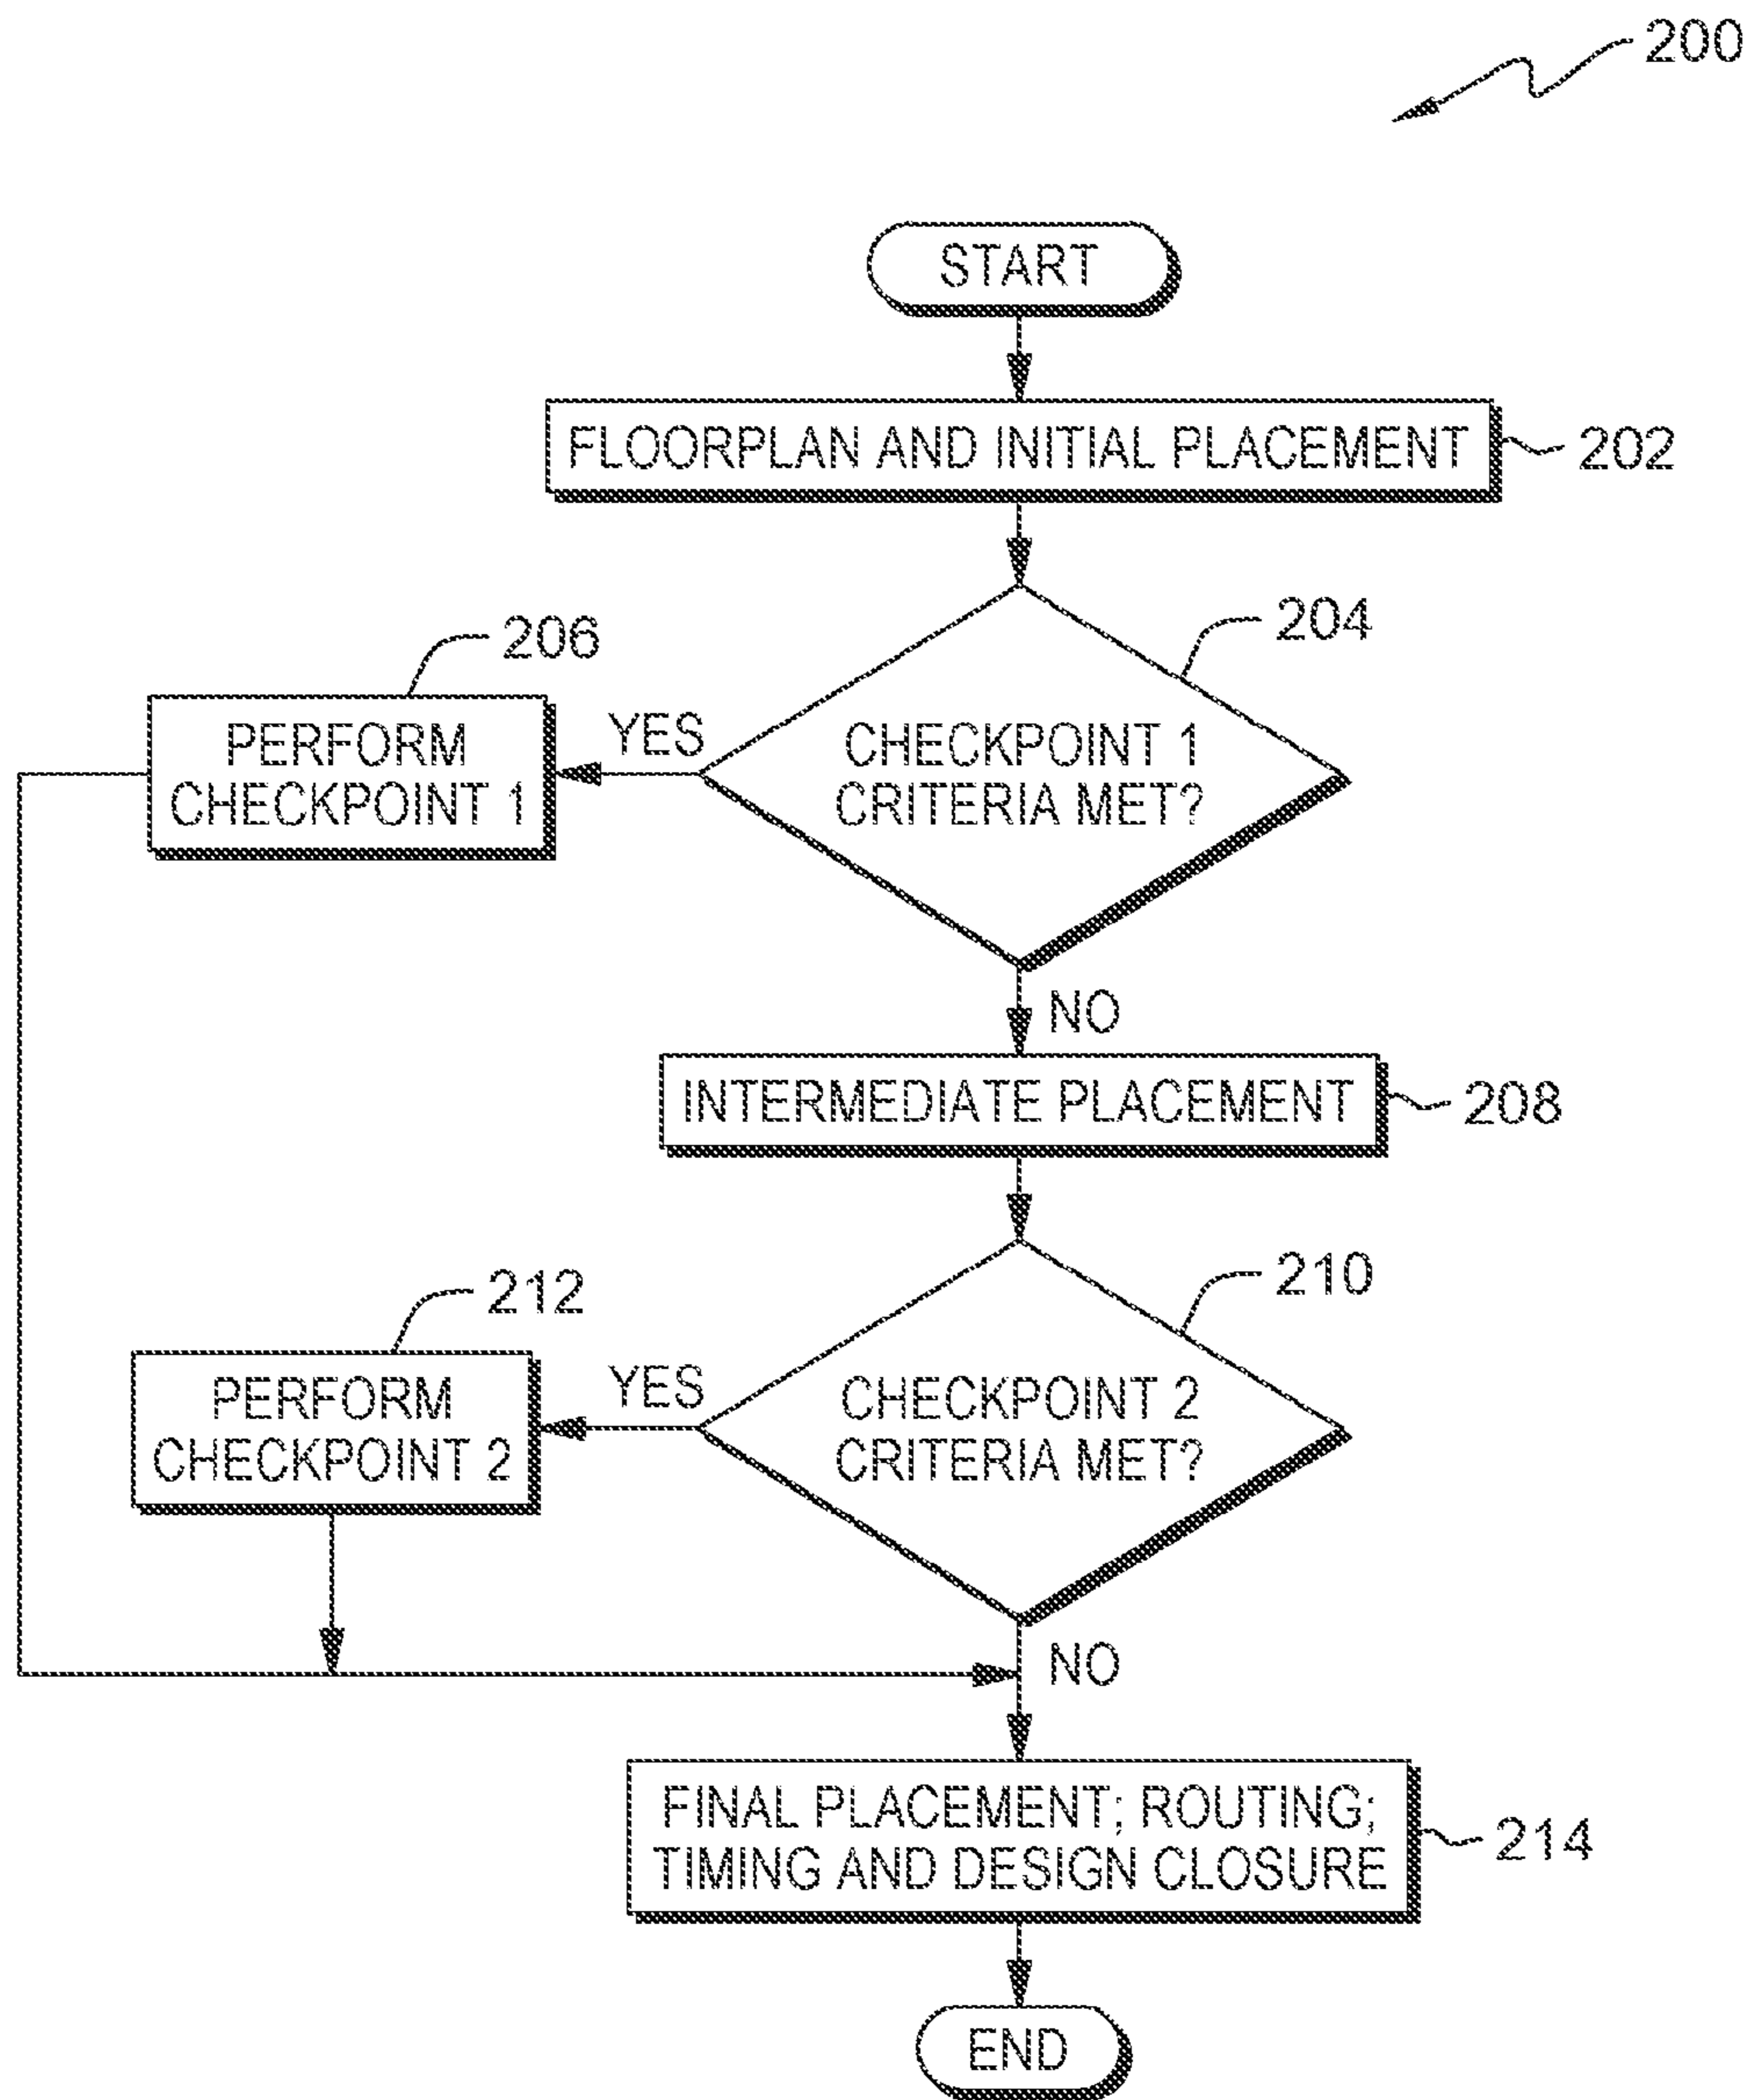 200
START
FLOORPLAN AND INITIAL PLACEMENT
202
204
206
PERFORM
CHECKPOINT 1
YES
CHECKPOINT 1
CRITERIA MET?
NO
INTERMEDIATE PLACEMENT
208
210
212
PERFORM
CHECKPOINT 2
YES
CHECKPOINT 2
CRITERIA MET?
NO
FINAL PLACEMENT; ROUTING;
TIMING AND DESIGN CLOSURE
214
END